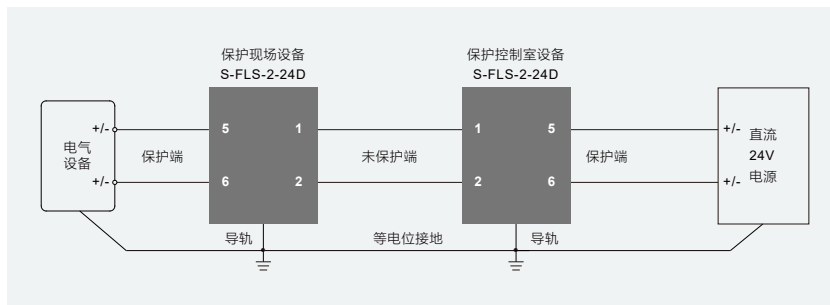 保护现场设备
S-FLS-2-24D
保护控制室设备
S-FLS-2-24D
+/-
5
1
1
5
+/-
电气
设备
保护端
未保护端
保护端
直流
24V
电源
+/-
6
2
2
6
+/-
导轨
等电位接地
导轨